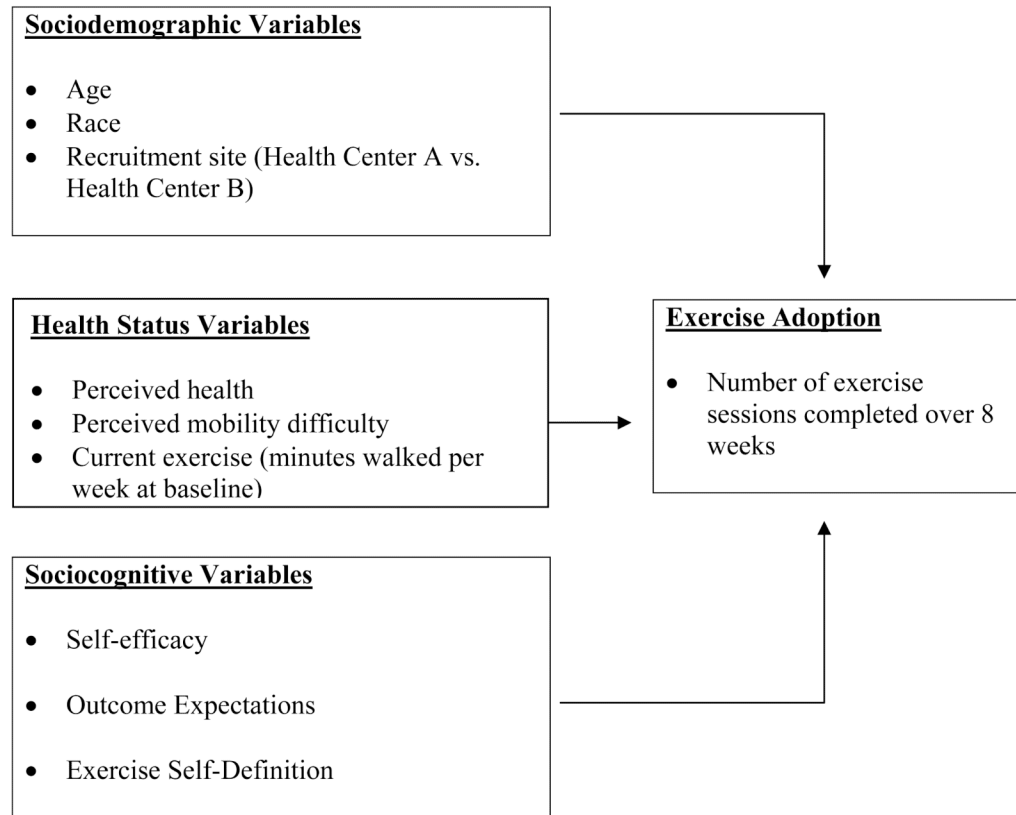 Sociodemographic Variables
• Age
• Race
• Recruitment site (Health Center A vs.
Health Center B)
Health Status Variables
• Perceived health
• Perceived mobility difficulty
• Current exercise (minutes walked per
week at baseline)
Exercise Adoption
• Number of exercise
sessions completed over 8
weeks
Sociocognitive Variables
• Self-efficacy
• Outcome Expectations
• Exercise Self-Definition